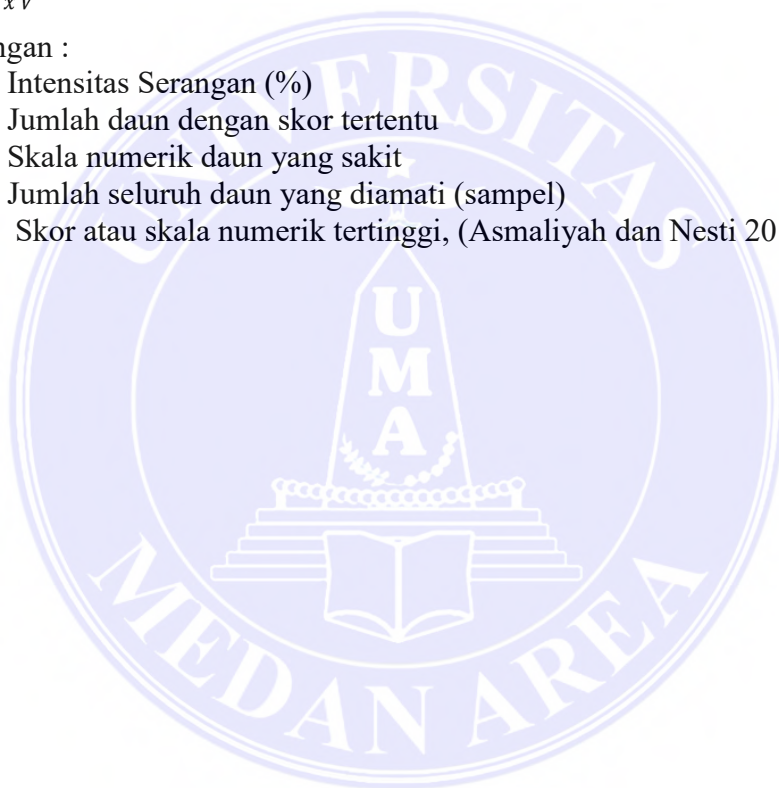 x V
ngan :
Intensitas Serangan (%)
Jumlah daun dengan skor tertentu
Skala numerik daun yang sakit
Jumlah seluruh daun yang diamati (sampel)
Skor atau skala numerik tertinggi, (Asmaliyah dan Nesti 20
UNIVERSITAS
UMA
MEDAN AREA